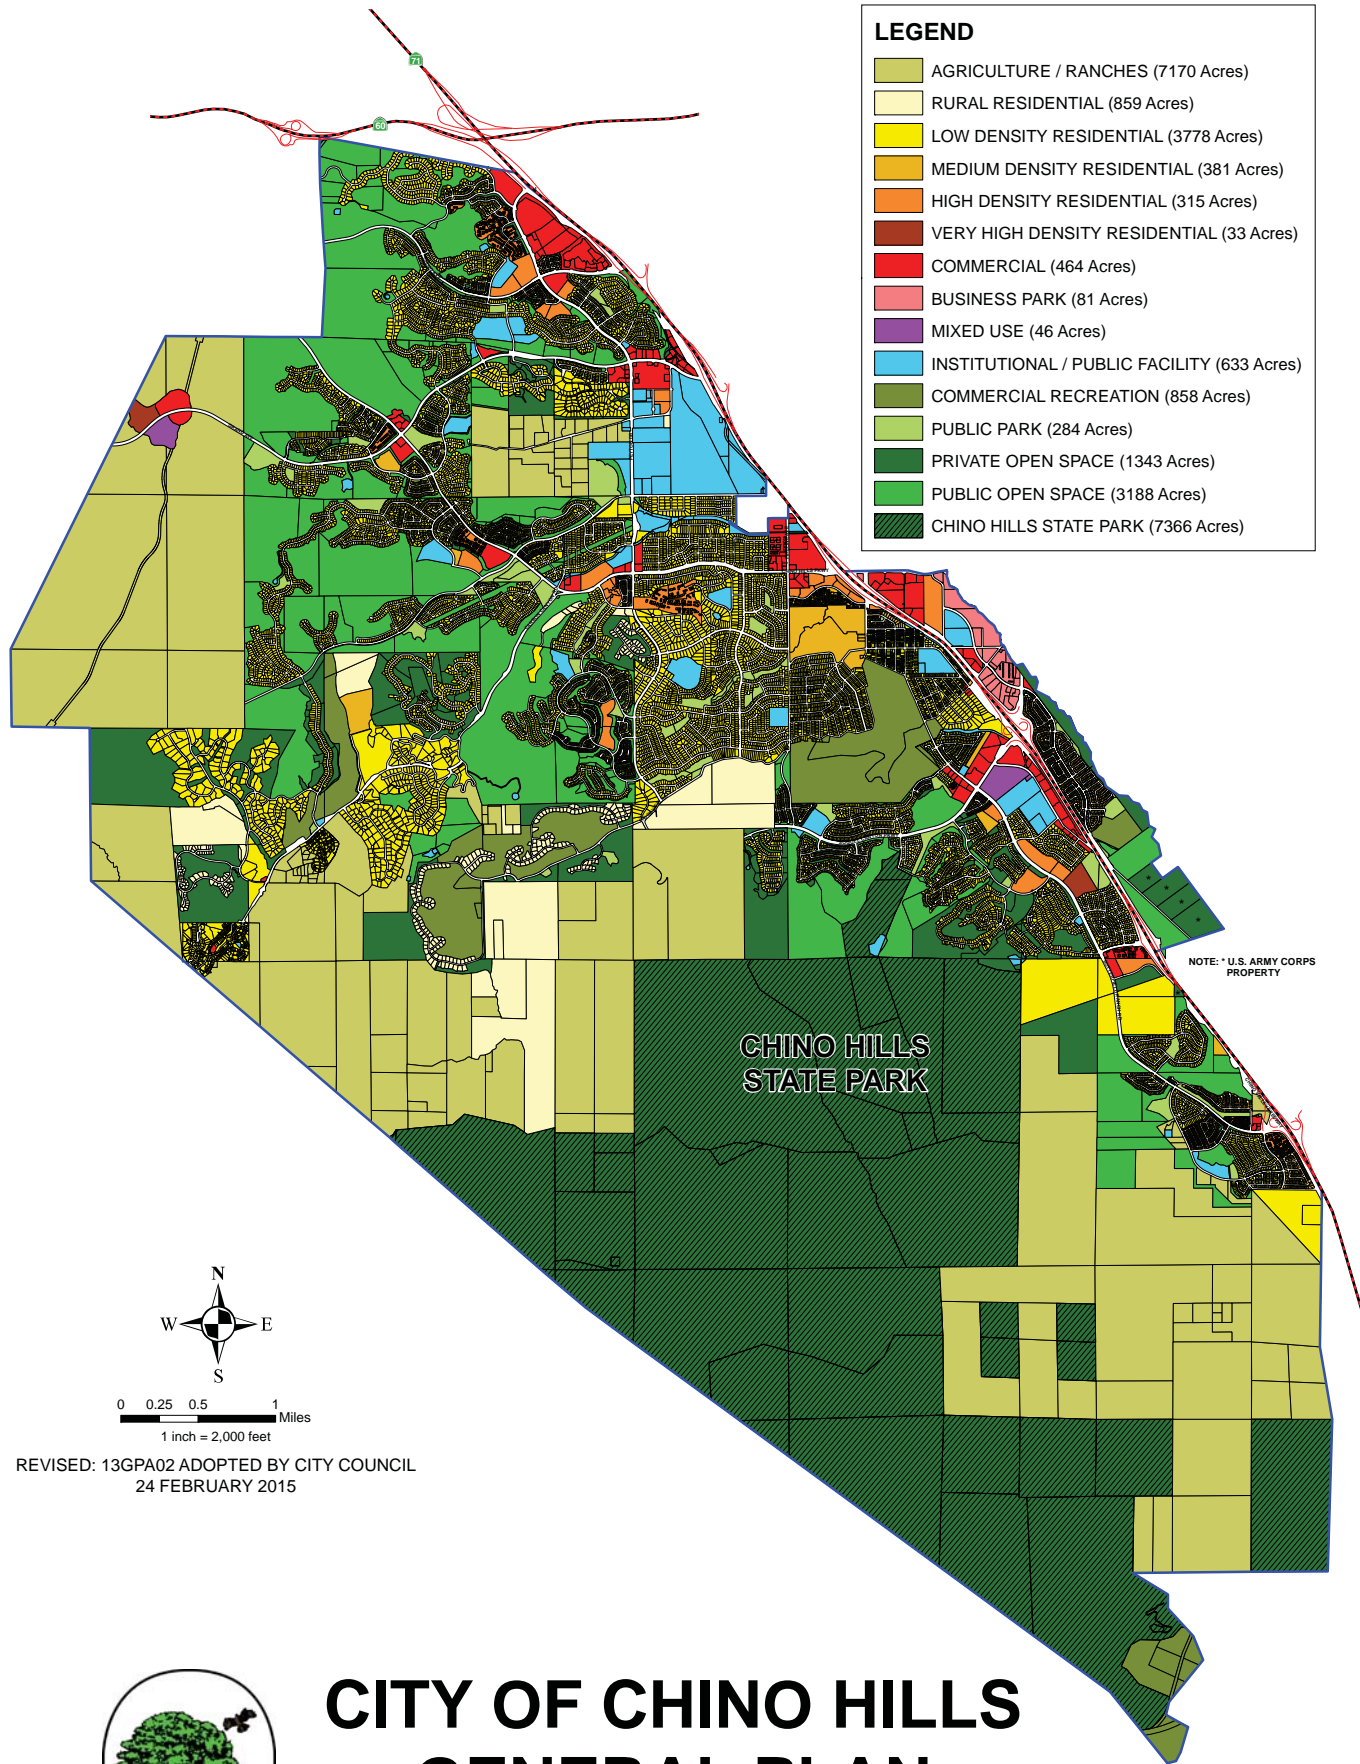 71
60
LEGEND
AGRICULTURE / RANCHES (7170 Acres)
RURAL RESIDENTIAL (859 Acres)
LOW DENSITY RESIDENTIAL (3778 Acres)
MEDIUM DENSITY RESIDENTIAL (381 Acres)
HIGH DENSITY RESIDENTIAL (315 Acres)
VERY HIGH DENSITY RESIDENTIAL (33 Acres)
COMMERCIAL (464 Acres)
BUSINESS PARK (81 Acres)
MIXED USE (46 Acres)
INSTITUTIONAL / PUBLIC FACILITY (633 Acres)
COMMERCIAL RECREATION (858 Acres)
PUBLIC PARK (284 Acres)
PRIVATE OPEN SPACE (1343 Acres)
PUBLIC OPEN SPACE (3188 Acres)
CHINO HILLS STATE PARK (7366 Acres)
NOTE: * U.S. ARMY CORPS
PROPERTY
CHINO HILLS
STATE PARK
N
W E
S
0 0.25 0.5 1
Miles
1 inch = 2,000 feet
REVISED: 13GPA02 ADOPTED BY CITY COUNCIL
24 FEBRUARY 2015
CITY OF CHINO HILLS
GENERAL PLAN